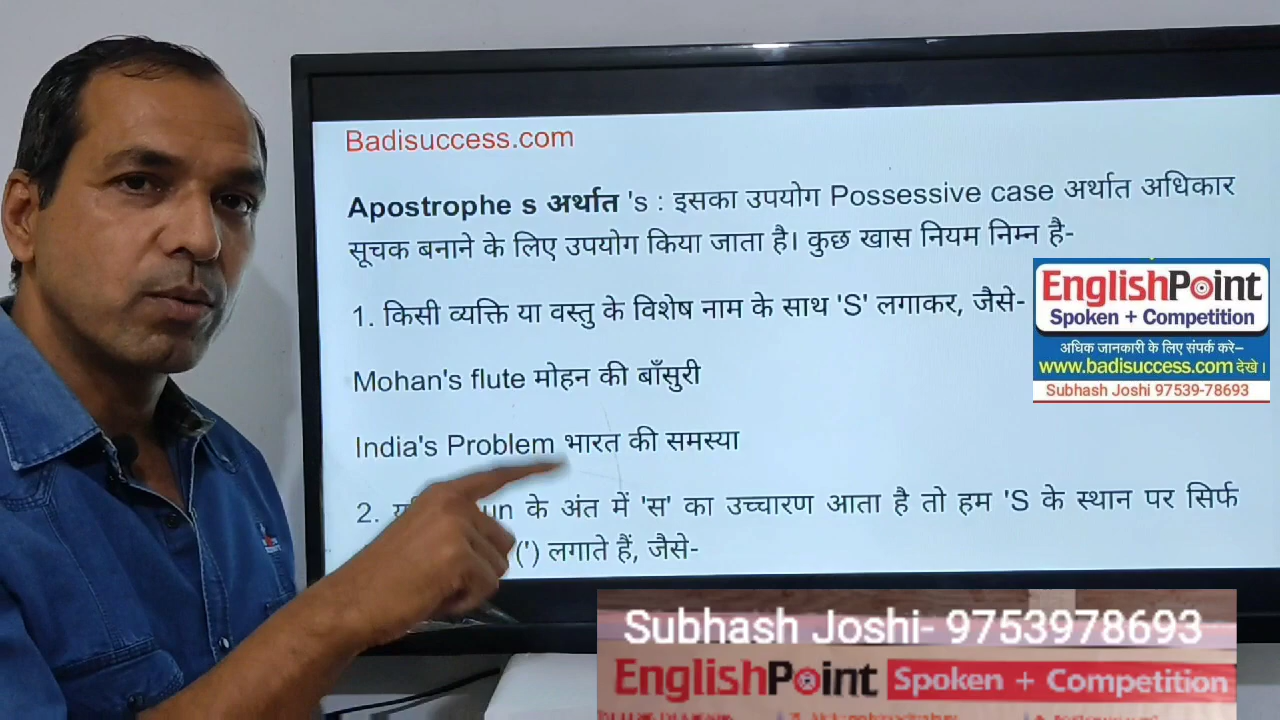 Badisuccess.com
Apostrophe s अर्थात 's : इसका उपयोग Possessive case अर्थात अधिकार
सूचक बनाने के लिए उपयोग किया जाता है। कुछ खास नियम निम्न है-
1. किसी व्यक्ति या वस्तु के विशेष नाम के साथ 'S' लगाकर, जैसे-
Mohan's flute मोहन की बाँसुरी
India's Problem भारत की समस्या
2. के अंत में 'स' का उच्चारण आता है तो हम 'S के स्थान पर सिर्फ
(') लगाते हैं, जैसे-
EnglishPoint
Spoken + Competition
अधिक जानकारी के लिए संपर्क करे–
www.badisuccess.com देखे ।
Subhash Joshi 97539-78693
Subhash Joshi- 9753978693
EnglishPoint Spoken + Competition